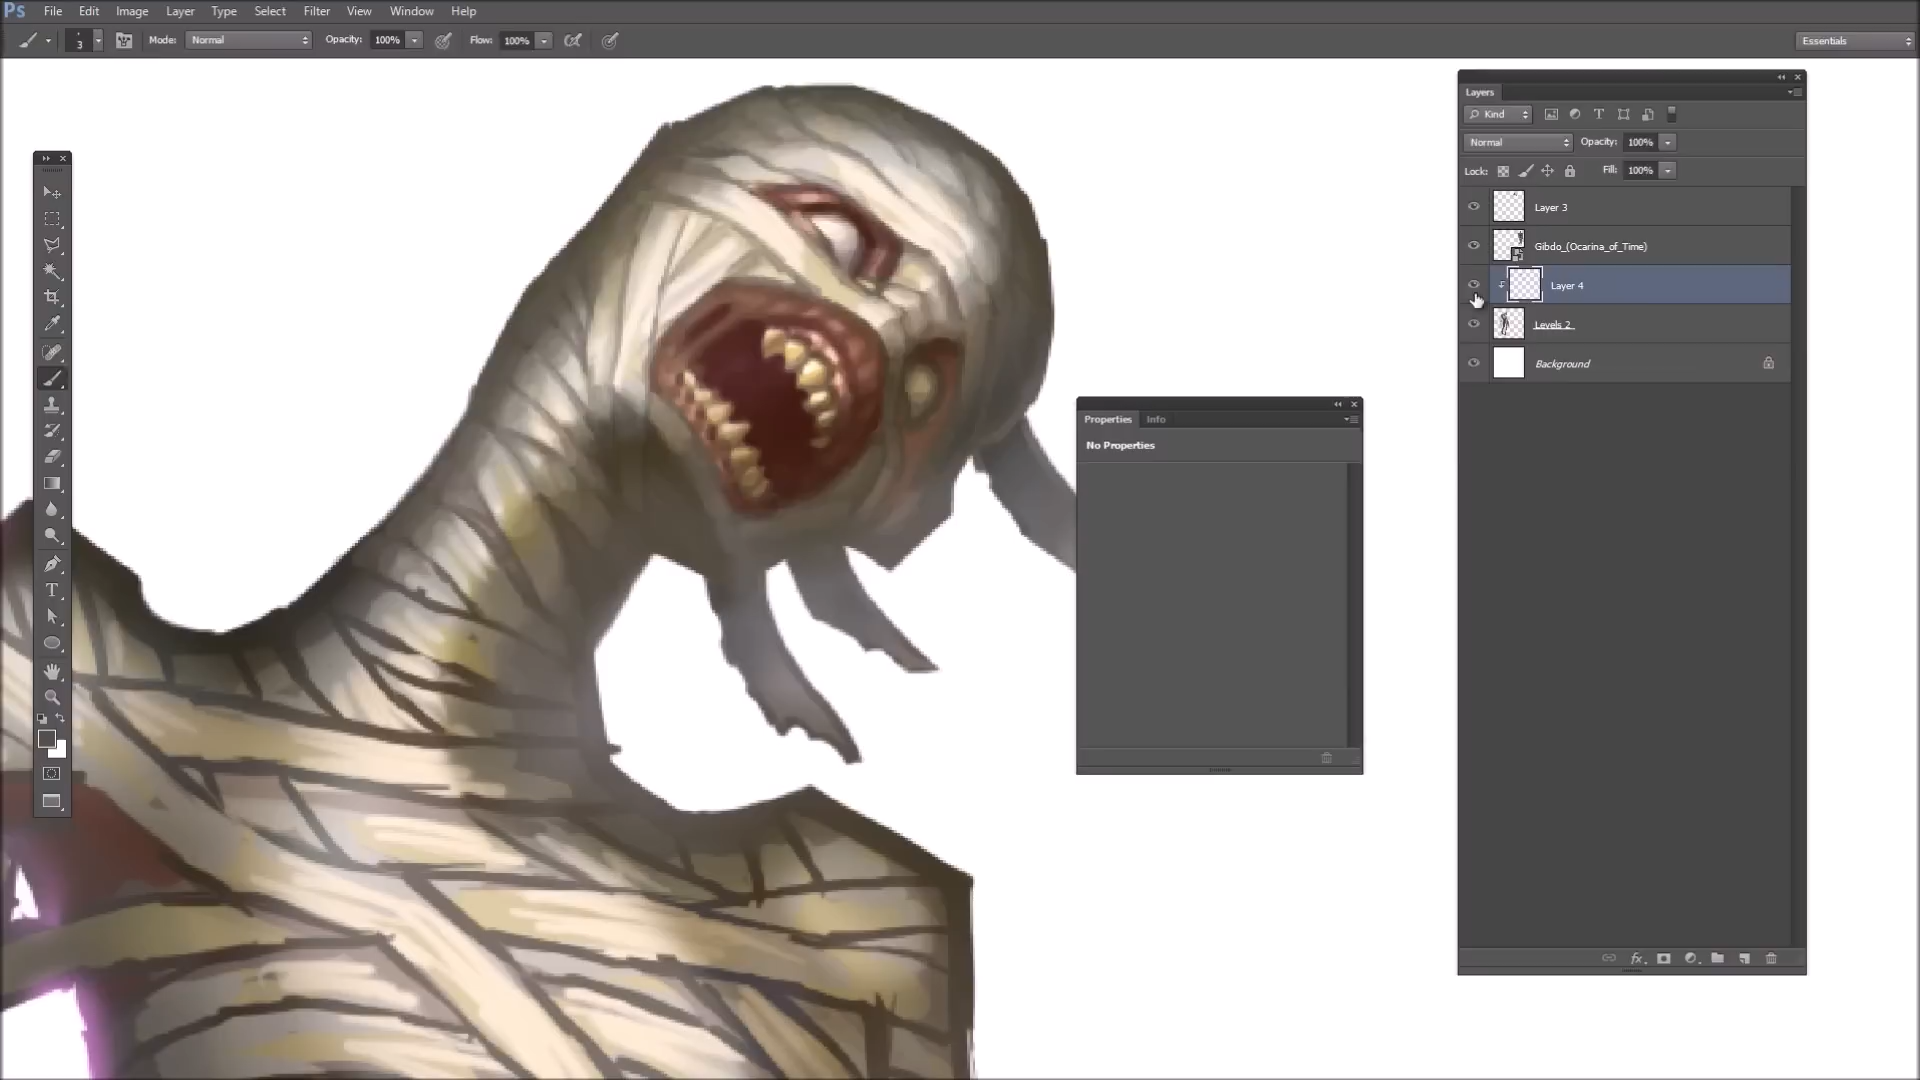 Ps File Edit Image Layer Type Select Filter View Window Help
3 Mode: Normal Opacity: 100% Flow: 100% Essentials
Layers
Kind
Normal Opacity: 100%
Lock: Fill: 100%
Layer 3
Gibdo_(Ocarina_of_Time)
Layer 4
Levels 2
Background
Properties Info
No Properties